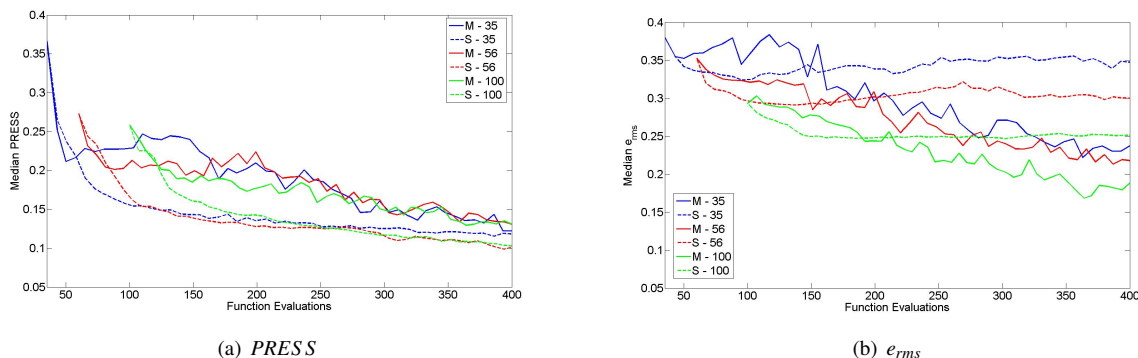 0.4
0.35
0.3
0.25
0.2
0.15
0.1
0.05
Median PRESS
50 100 150 200 250 300 350 400
Function Evaluations
M - 35
S - 35
M - 56
S - 56
M - 100
S - 100
(a) PRESS
0.4
0.35
0.3
0.25
0.2
0.15
0.1
0.05
0
Median e_rms
50 100 150 200 250 300 350 400
Function Evaluations
M - 35
S - 35
M - 56
S - 56
M - 100
S - 100
(b) e_rms